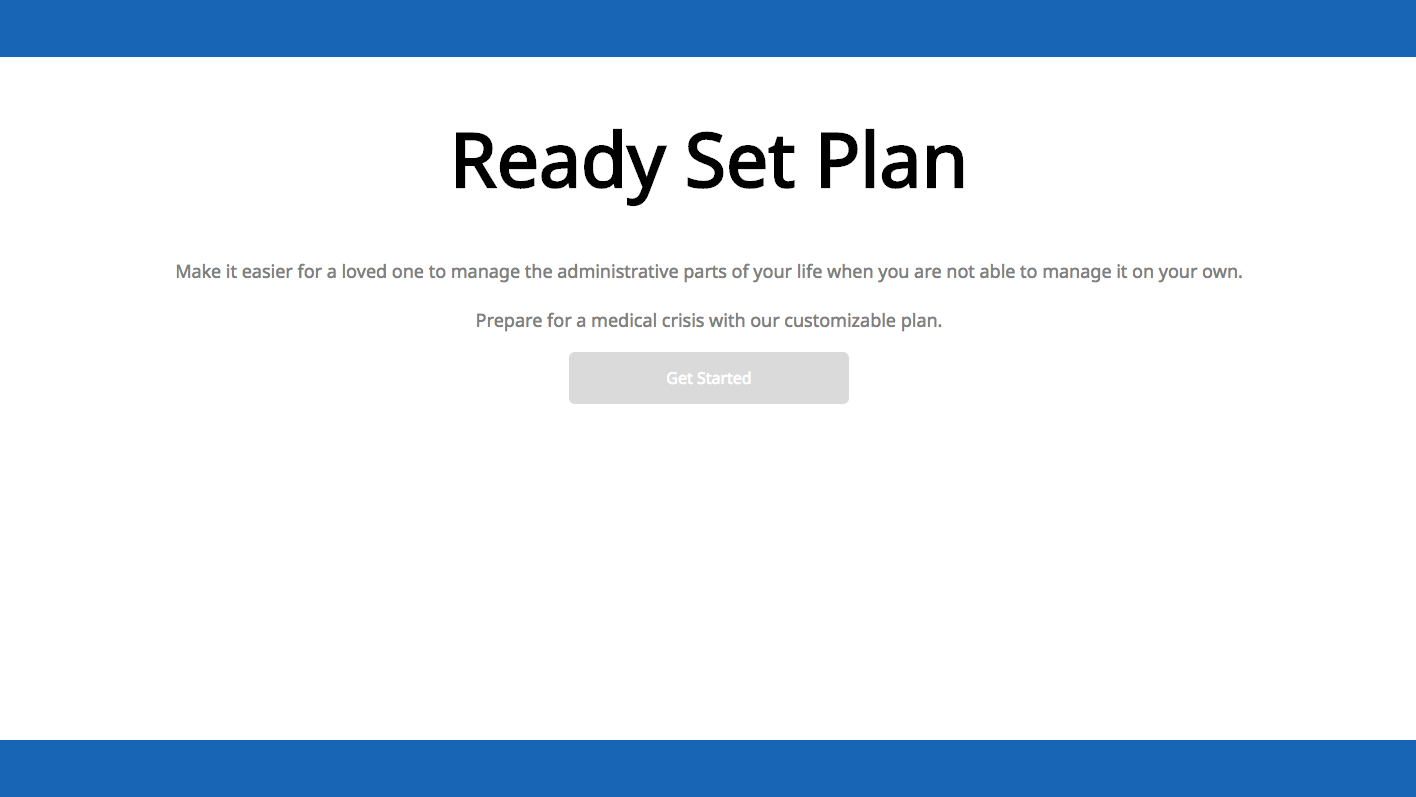 Ready Set Plan
Make it easier for a loved one to manage the administrative parts of your life when you are not able to manage it on your own.
Prepare for a medical crisis with our customizable plan.
Get Started